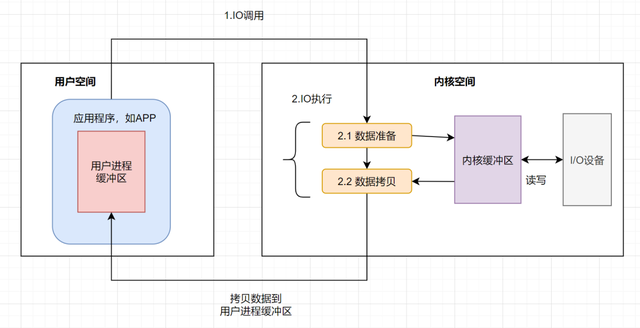 1.IO调用
用户空间
内核空间
应用程序，如APP
用户进程
缓冲区
2.IO执行
2.1 数据准备
2.2 数据拷贝
内核缓冲区
读写
I/O设备
拷贝数据到
用户进程缓冲区